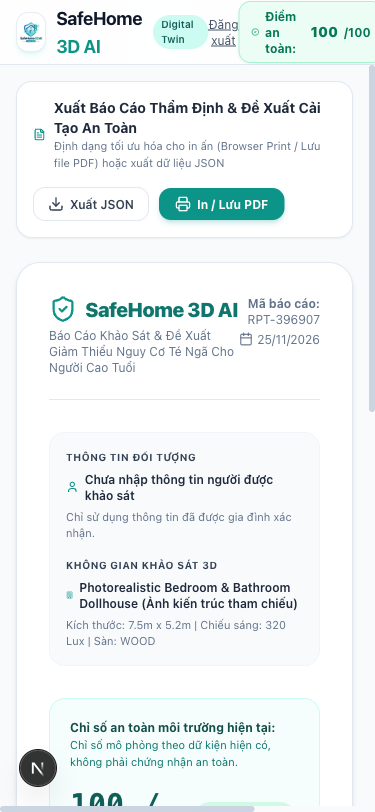 SafeHome
3D AI
Digital
Twin
Đăng
xuất
Điểm
an
toàn:
100 /100
Xuất Báo Cáo Thẩm Định & Đề Xuất Cải
Tạo An Toàn
Định dạng tối ưu hóa cho in ấn (Browser Print / Lưu
file PDF) hoặc xuất dữ liệu JSON
Xuất JSON
In / Lưu PDF
SafeHome 3D AI
Báo Cáo Khảo Sát & Đề Xuất
Giảm Thiểu Nguy Cơ Té Ngã Cho
Người Cao Tuổi
Mã báo cáo:
RPT-396907
25/11/2026
THÔNG TIN ĐỐI TƯỢNG
Chưa nhập thông tin người được
khảo sát
Chỉ sử dụng thông tin đã được gia đình xác
nhận.
KHÔNG GIAN KHẢO SÁT 3D
Photorealistic Bedroom & Bathroom
Dollhouse (Ảnh kiến trúc tham chiếu)
Kích thước: 7.5m x 5.2m | Chiếu sáng: 320
Lux | Sàn: WOOD
Chỉ số an toàn môi trường hiện tại:
Chỉ số mô phỏng theo dữ kiện hiện có,
không phải chứng nhận an toàn.
100 /
N